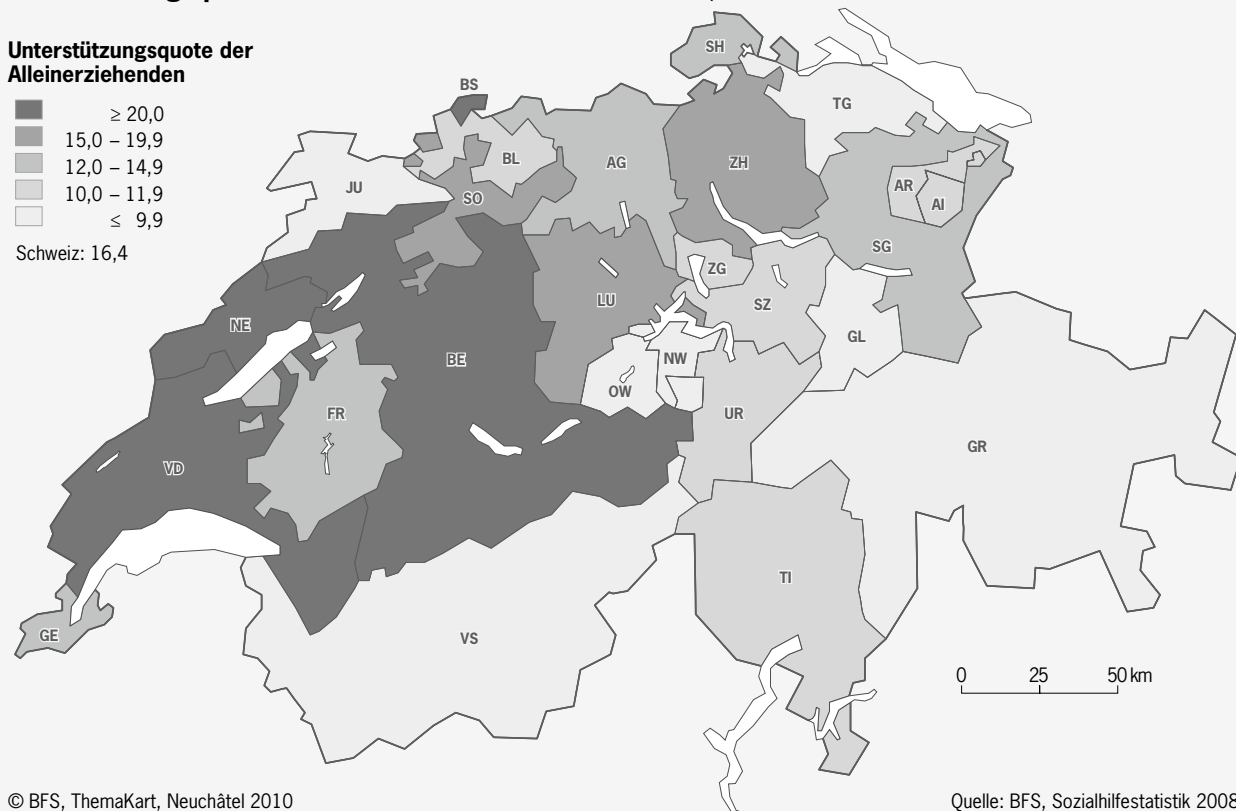 Unterstützungsquote der
Alleinerziehenden
≥ 20,0
15,0 – 19,9
12,0 – 14,9
10,0 – 11,9
≤ 9,9
Schweiz: 16,4
SH
BS
TG
BL
AG
ZH
JU
SO
AR
AI
SG
ZG
LU
SZ
NE
GL
BE
NW
OW
FR
UR
GR
VD
TI
GE
VS
0 25 50 km
© BFS, ThemaKart, Neuchâtel 2010
Quelle: BFS, Sozialhilfestatistik 2008